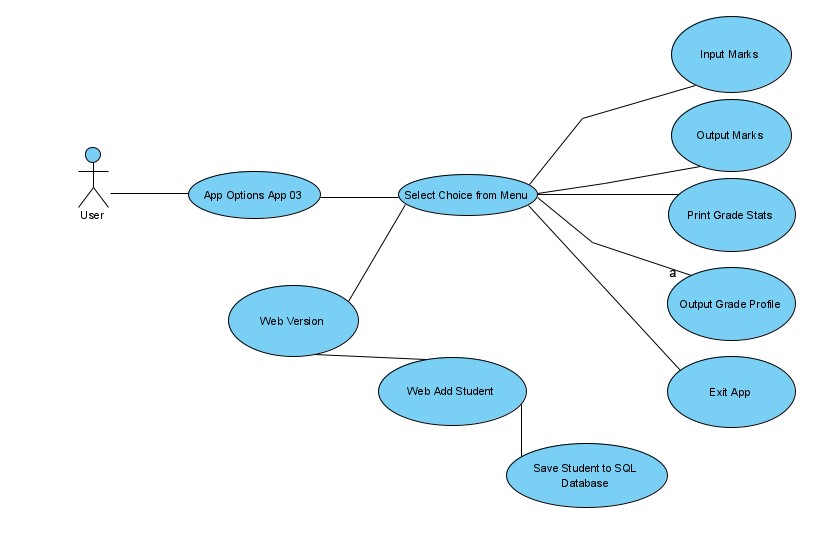 Input Marks
Output Marks
User
App Options App 03
Select Choice from Menu
Print Grade Stats
a
Output Grade Profile
Web Version
Web Add Student
Exit App
Save Student to SQL
Database